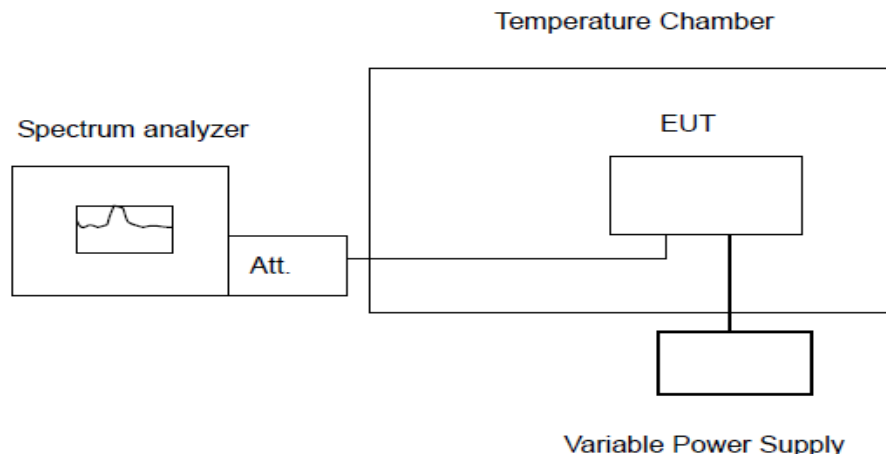 Temperature Chamber
Spectrum analyzer
EUT
Att.
Variable Power Supply